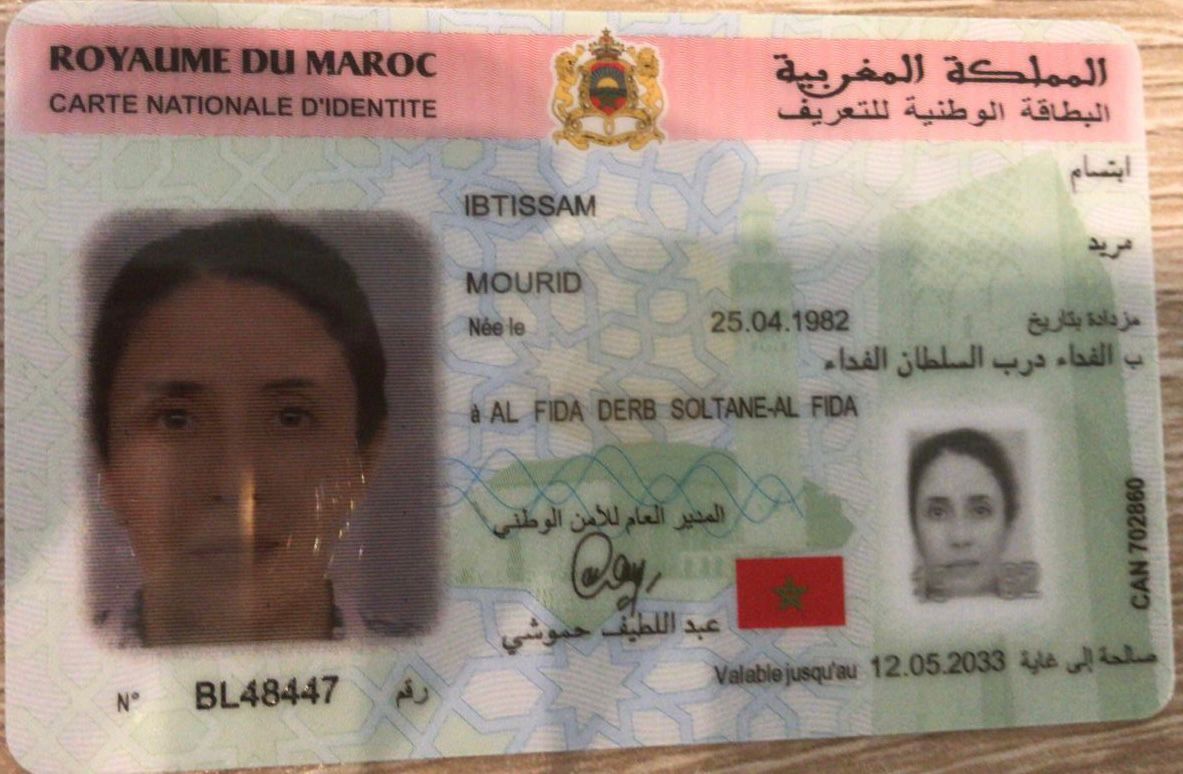 ROYAUME DU MAROC
المملكة المغربية
CARTE NATIONALE D'IDENTITE
البطاقة الوطنية للتعريف
ابتسام
IBTISSAM
مريد
MOURID
Née le 25.04.1982 مزدادة بتاريخ
ب الفداء درب السلطان الفداء
à AL FIDA DERB SOLTANE-AL FIDA
المدير العام للأمن الوطني
عبد اللطيف حموشي
CAN 702860
Valable jusqu'au 12.05.2033 صالحة إلى غاية
N° BL48447 رقم